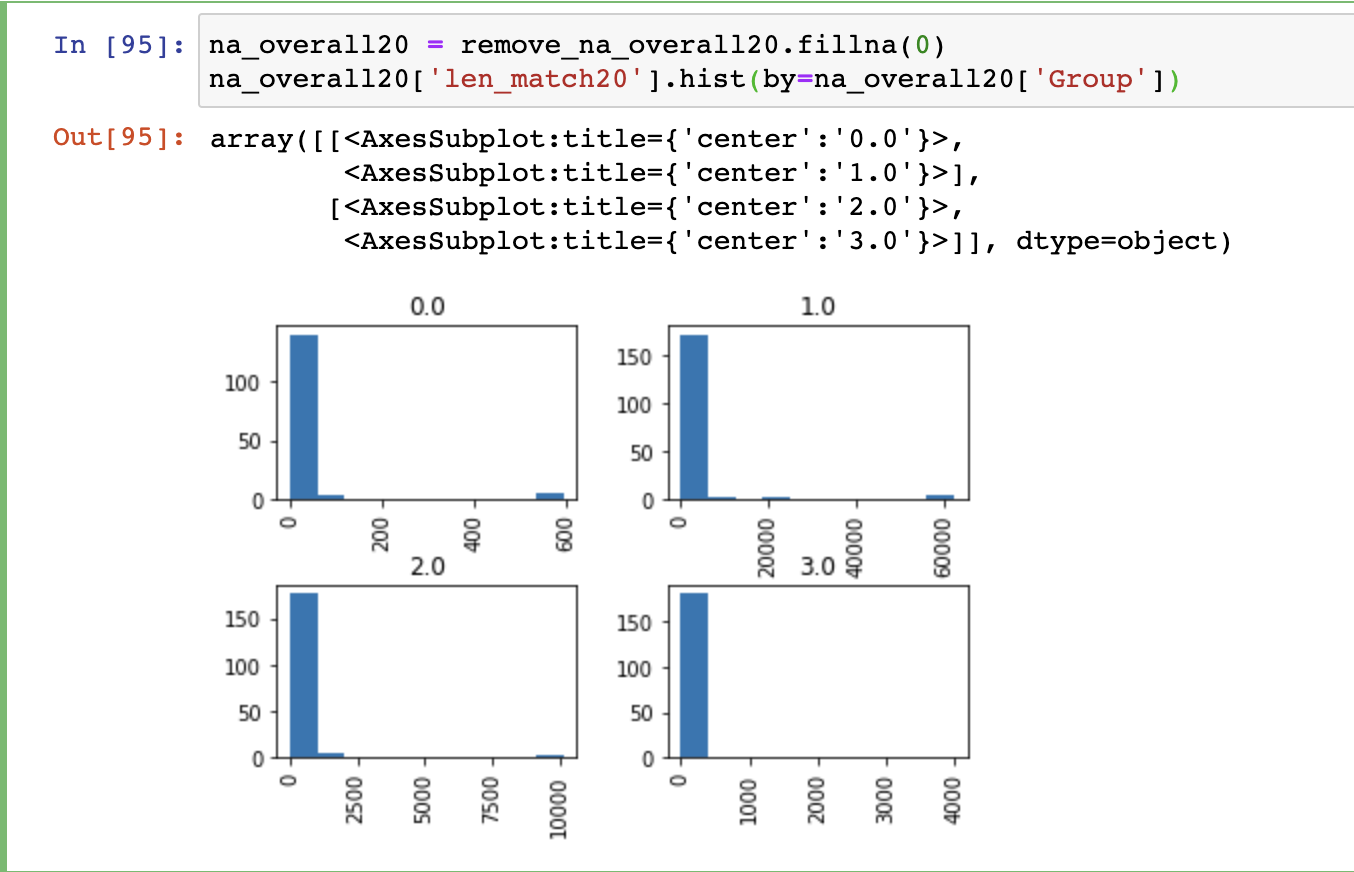 In [95]: na_overall20 = remove_na_overall20.fillna(0)
na_overall20['len_match20'].hist(by=na_overall20['Group'])
Out[95]: array([[<AxesSubplot:title={'center':'0.0'}>,
<AxesSubplot:title={'center':'1.0'}>],
[<AxesSubplot:title={'center':'2.0'}>,
<AxesSubplot:title={'center':'3.0'}>]], dtype=object)
0.0
100
50
0
0 200 400 600
1.0
150
100
50
0
0 20000 40000 60000
2.0
150
100
50
0
0 2500 5000 7500 10000
3.0
150
100
50
0
0 1000 2000 3000 4000